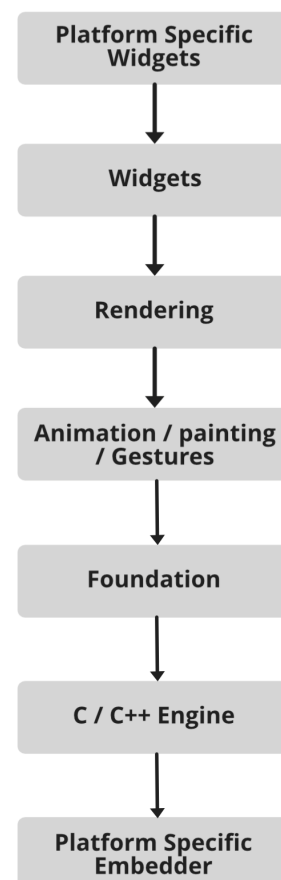 Platform Specific
Widgets
Widgets
Rendering
Animation / painting
/ Gestures
Foundation
C / C++ Engine
Platform Specific
Embedder